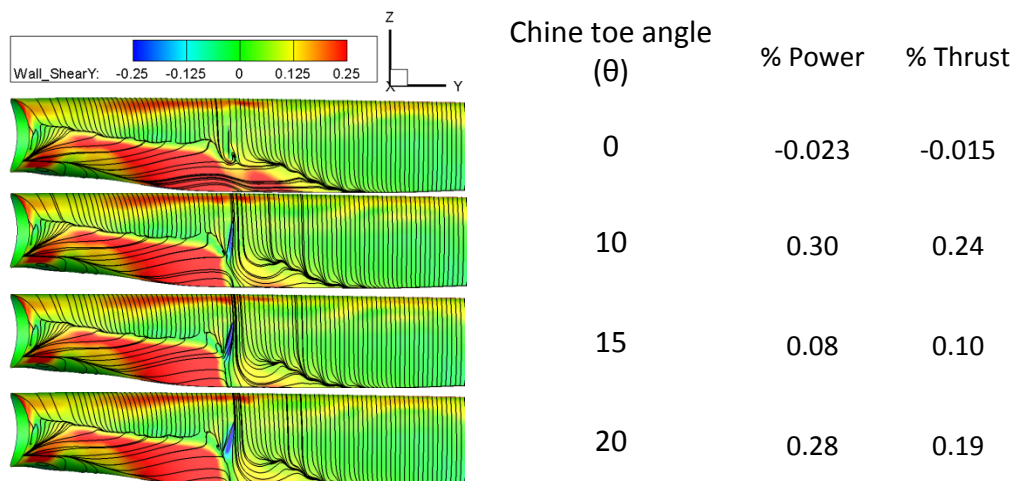 Wall_ShearY: -0.25 -0.125 0 0.125 0.25
Z
X Y
Chine toe angle
(θ) % Power % Thrust
0 -0.023 -0.015
10 0.30 0.24
15 0.08 0.10
20 0.28 0.19